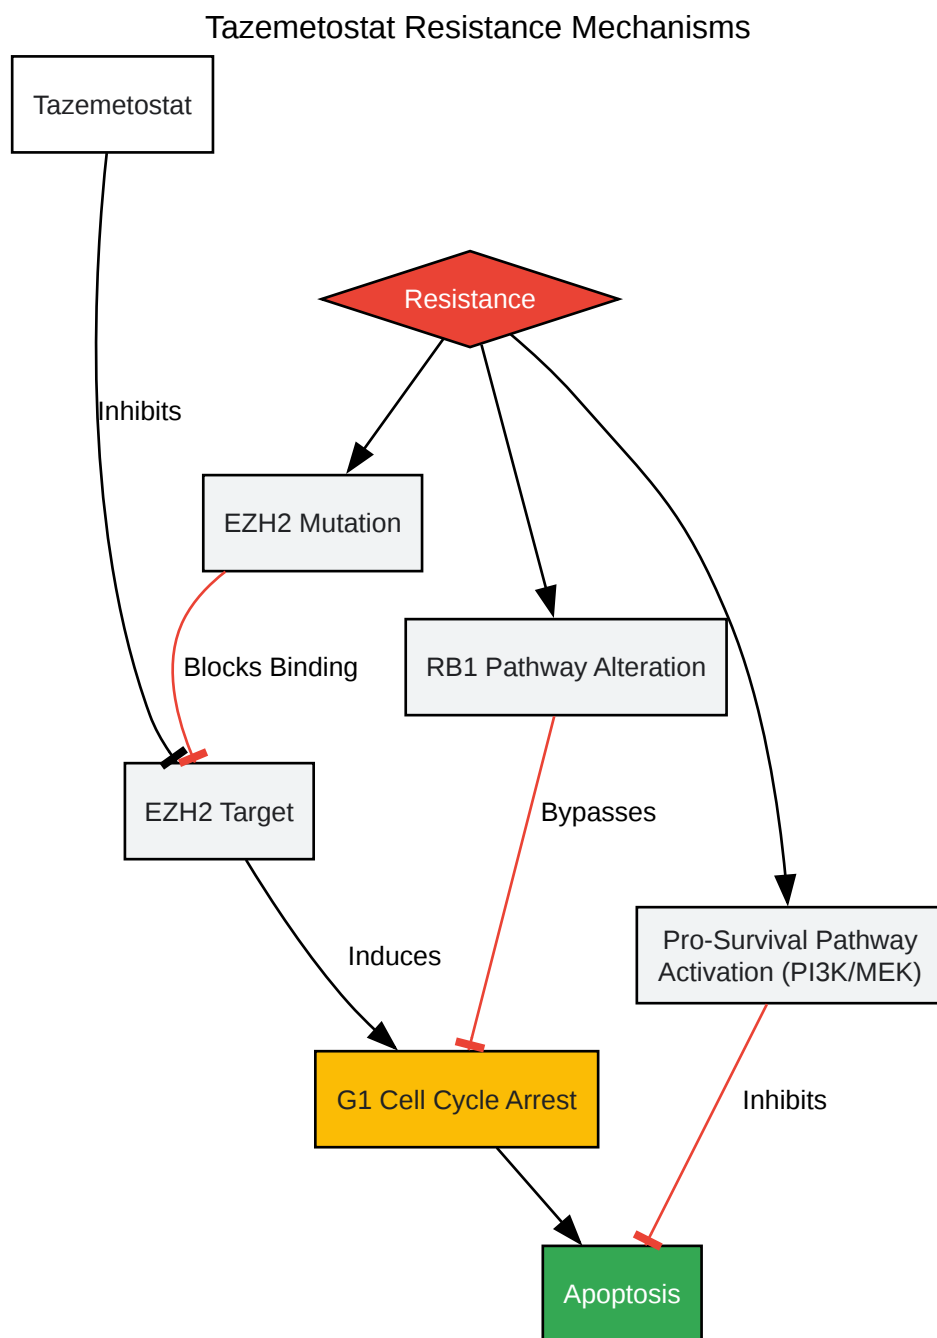 Tazemetostat Resistance Mechanisms
Tazemetostat
Resistance
Inhibits
EZH2 Mutation
Blocks Binding
RB1 Pathway Alteration
EZH2 Target
Bypasses
Induces
Pro-Survival Pathway
Activation (PI3K/MEK)
G1 Cell Cycle Arrest
Inhibits
Apoptosis